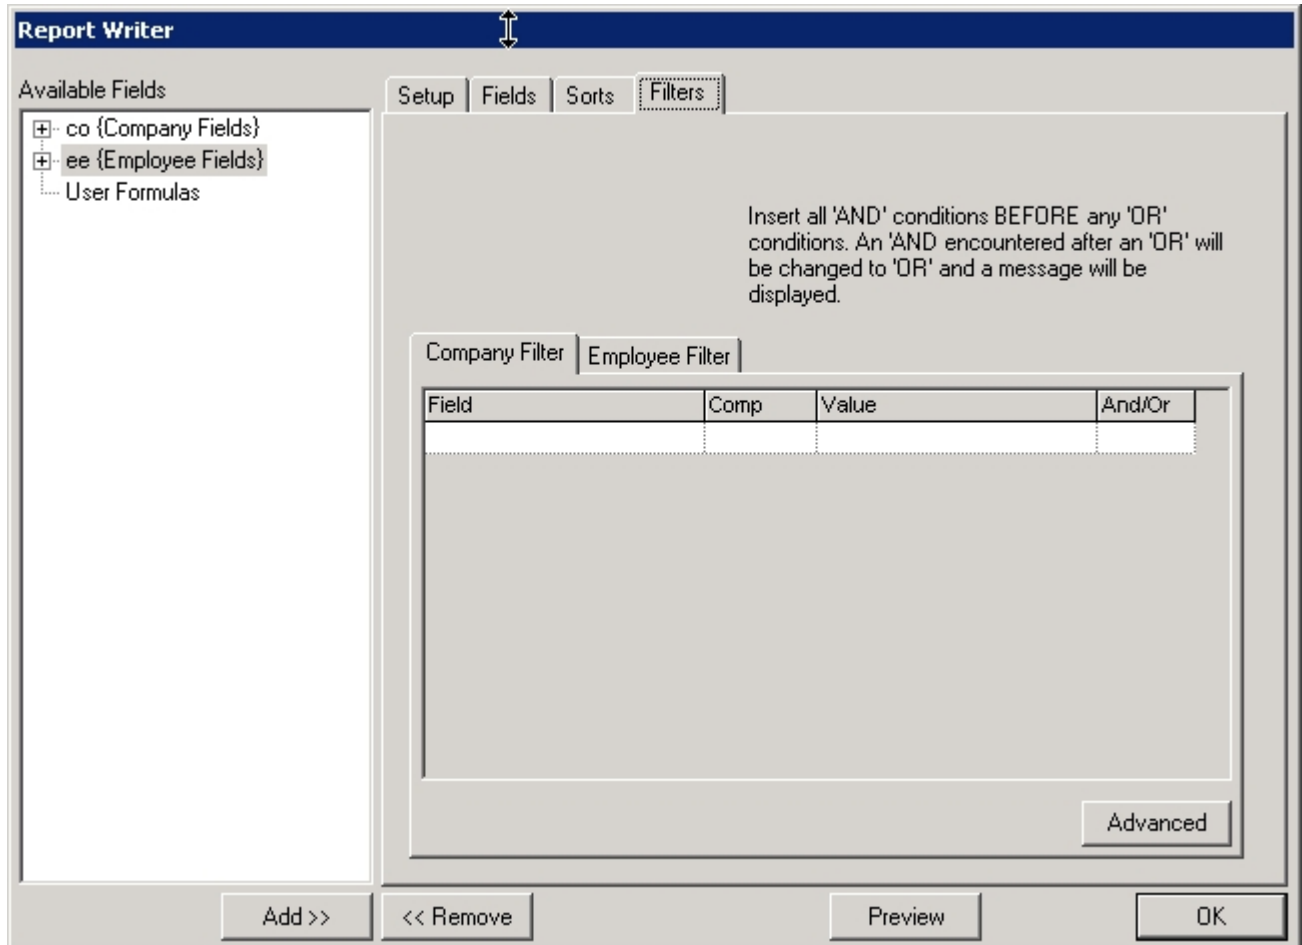 Report Writer
Available Fields
co {Company Fields}
ee {Employee Fields}
User Formulas
Setup
Fields
Sorts
Filters
Insert all 'AND' conditions BEFORE any 'OR'
conditions. An 'AND encountered after an 'OR' will
be changed to 'OR' and a message will be
displayed.
Company Filter
Employee Filter
Field
Comp
Value
And/Or
Advanced
Add >>
<< Remove
Preview
OK